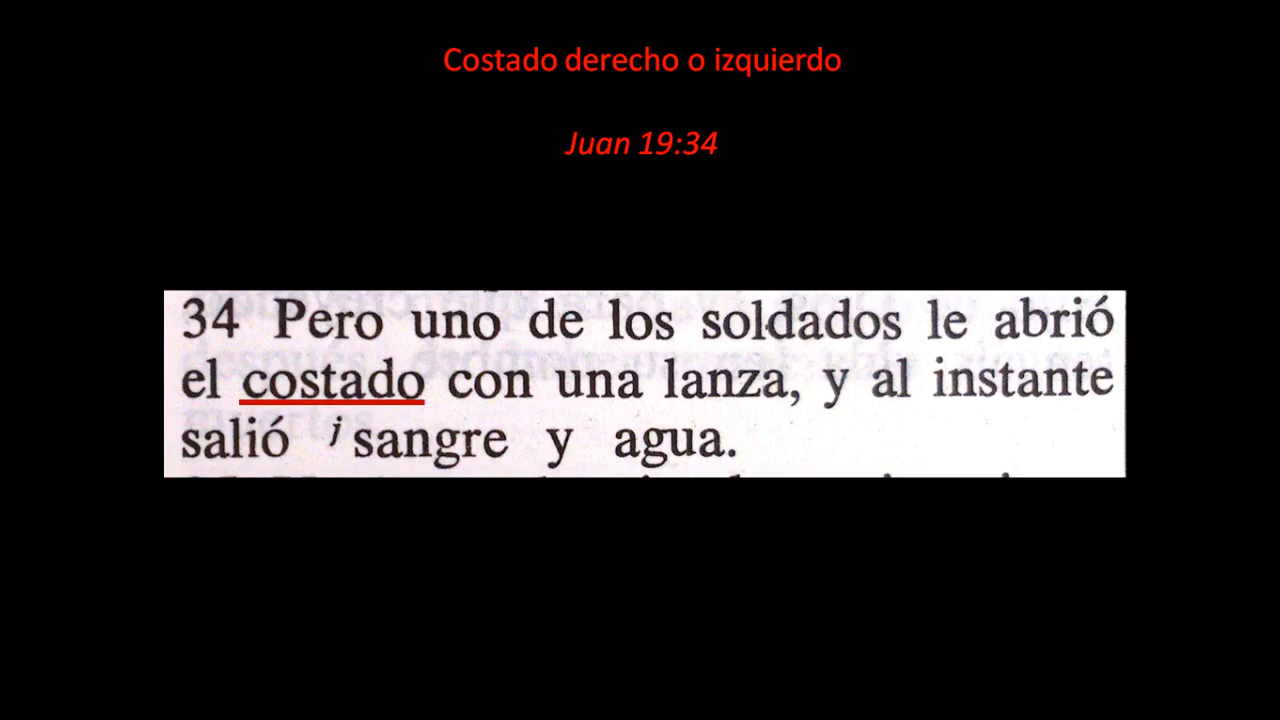 Costado derecho o izquierdo
Juan 19:34
34 Pero uno de los soldados le abrió
el costado con una lanza, y al instante
salió j sangre y agua.